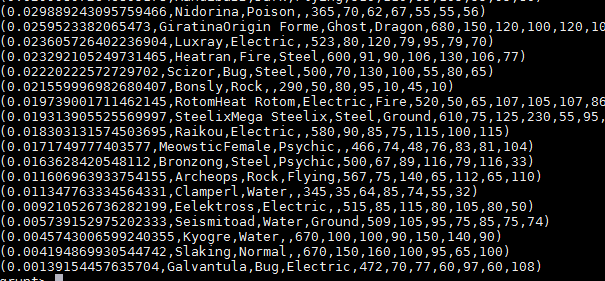 (0.029889243095759466,Nidorina,Poison,,365,70,62,67,55,55,56)
(0.0259523382065473,GiratinaOrigin Forme,Ghost,Dragon,680,150,120,100,120,10
(0.023605726402236904,Luxray,Electric,,523,80,120,79,95,79,70)
(0.023292105249731465,Heatran,Fire,Steel,600,91,90,106,130,106,77)
(0.02220222572729702,Scizor,Bug,Steel,500,70,130,100,55,80,65)
(0.021559996982680407,Bonsly,Rock,,290,50,80,95,10,45,10)
(0.019739001711462145,RotomHeat Rotom,Electric,Fire,520,50,65,107,105,107,86
(0.019313905525569997,SteelixMega Steelix,Steel,Ground,610,75,125,230,55,95,
(0.018303131574503695,Raikou,Electric,,580,90,85,75,115,100,115)
(0.0171749777403577,MeowsticFemale,Psychic,,466,74,48,76,83,81,104)
(0.0163628420548112,Bronzong,Steel,Psychic,500,67,89,116,79,116,33)
(0.011606963933754155,Archeops,Rock,Flying,567,75,140,65,112,65,110)
(0.011347763334564331,Clamperl,Water,,345,35,64,85,74,55,32)
(0.009210526736282199,Eelektross,Electric,,515,85,115,80,105,80,50)
(0.005739152975202333,Seismitoad,Water,Ground,509,105,95,75,85,75,74)
(0.0045743006599240355,Kyogre,Water,,670,100,100,90,150,140,90)
(0.004194869930544742,Slaking,Normal,,670,150,160,100,95,65,100)
(0.00139154457635704,Galvantula,Bug,Electric,472,70,77,60,97,60,108)
grunt>